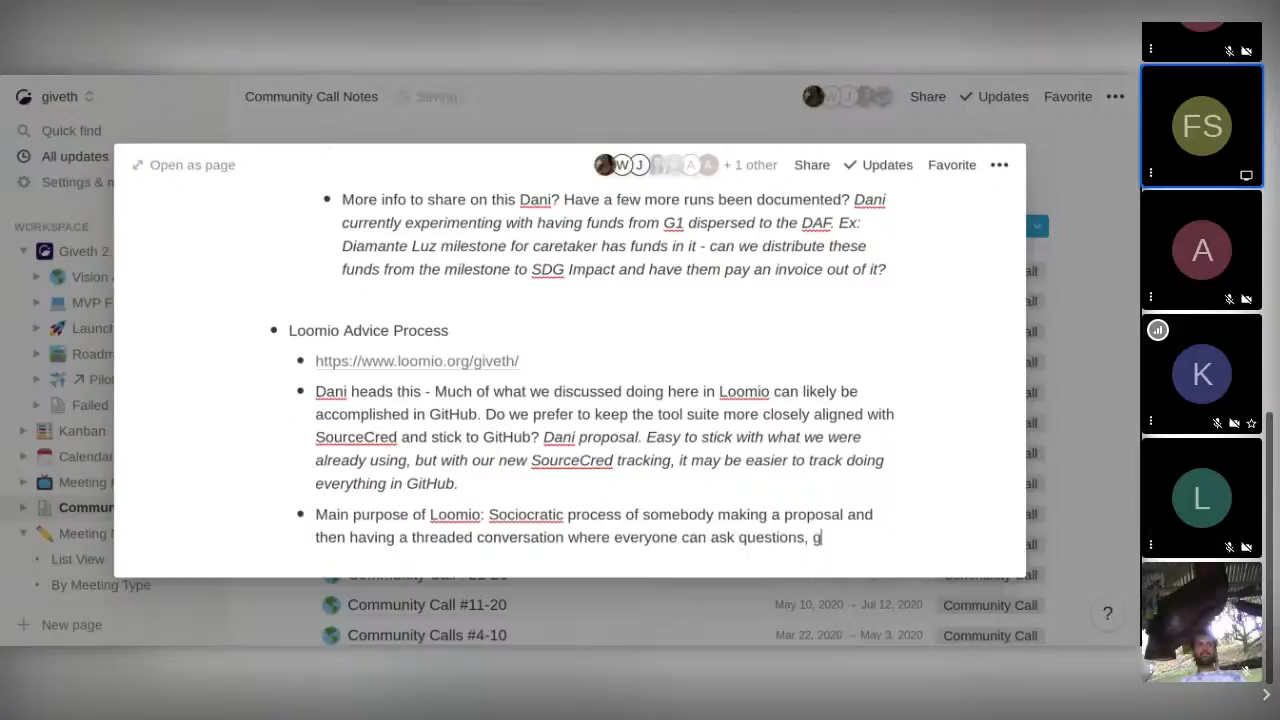 giveth
Community Call Notes
Saving
Share
Updates
Favorite
Quick find
All updates
Settings & m
WORKSPACE
Giveth 2.
Vision
MVP F
Launch
Roadm
Pilot
Failed
Kanban
Calendar
Meeting
Commun
Meeting
List View
By Meeting Type
New page
Open as page
W J A A + 1 other
Share
Updates
Favorite
More info to share on this Dani? Have a few more runs been documented? Dani
currently experimenting with having funds from G1 dispersed to the DAF. Ex:
Diamante Luz milestone for caretaker has funds in it - can we distribute these
funds from the milestone to SDG Impact and have them pay an invoice out of it?
Loomio Advice Process
https://www.loomio.org/giveth/
Dani heads this - Much of what we discussed doing here in Loomio can likely be
accomplished in GitHub. Do we prefer to keep the tool suite more closely aligned with
SourceCred and stick to GitHub? Dani proposal. Easy to stick with what we were
already using, but with our new SourceCred tracking, it may be easier to track doing
everything in GitHub.
Main purpose of Loomio: Sociocratic process of somebody making a proposal and
then having a threaded conversation where everyone can ask questions, g
Community Call #11-20 May 10, 2020 → Jul 12, 2020 Community Call
Community Calls #4-10 Mar 22, 2020 → May 3, 2020 Community Call
?
FS
A
K
L